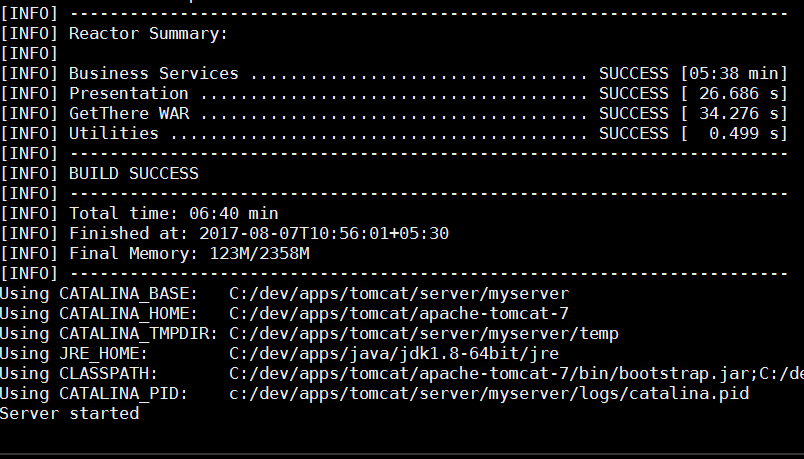 [INFO] ------------------------------------------------------------------------
[INFO] Reactor Summary:
[INFO]
[INFO] Business Services .................................. SUCCESS [05:38 min]
[INFO] Presentation ....................................... SUCCESS [ 26.686 s]
[INFO] GetThere WAR ....................................... SUCCESS [ 34.276 s]
[INFO] Utilities .......................................... SUCCESS [  0.499 s]
[INFO] ------------------------------------------------------------------------
[INFO] BUILD SUCCESS
[INFO] ------------------------------------------------------------------------
[INFO] Total time: 06:40 min
[INFO] Finished at: 2017-08-07T10:56:01+05:30
[INFO] Final Memory: 123M/2358M
[INFO] ------------------------------------------------------------------------
Using CATALINA_BASE:   C:/dev/apps/tomcat/server/myserver
Using CATALINA_HOME:   C:/dev/apps/tomcat/apache-tomcat-7
Using CATALINA_TMPDIR: C:/dev/apps/tomcat/server/myserver/temp
Using JRE_HOME:        C:/dev/apps/java/jdk1.8-64bit/jre
Using CLASSPATH:       C:/dev/apps/tomcat/apache-tomcat-7/bin/bootstrap.jar;C:/de
Using CATALINA_PID:    c:/dev/apps/tomcat/server/myserver/logs/catalina.pid
Server started